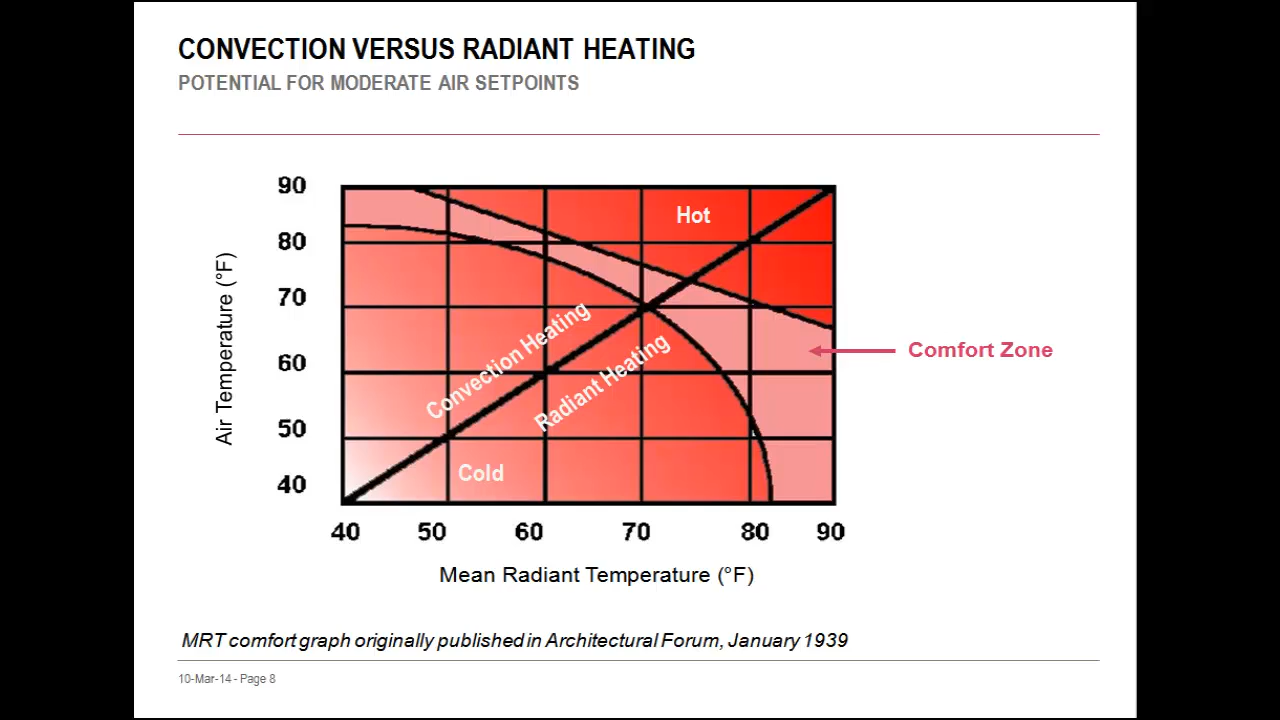 CONVECTION VERSUS RADIANT HEATING
POTENTIAL FOR MODERATE AIR SETPOINTS
90
80
70
60
50
40
Air Temperature (°F)
Hot
Convection Heating
Radiant Heating
Cold
Comfort Zone
40 50 60 70 80 90
Mean Radiant Temperature (°F)
MRT comfort graph originally published in Architectural Forum, January 1939
10-Mar-14 - Page 8